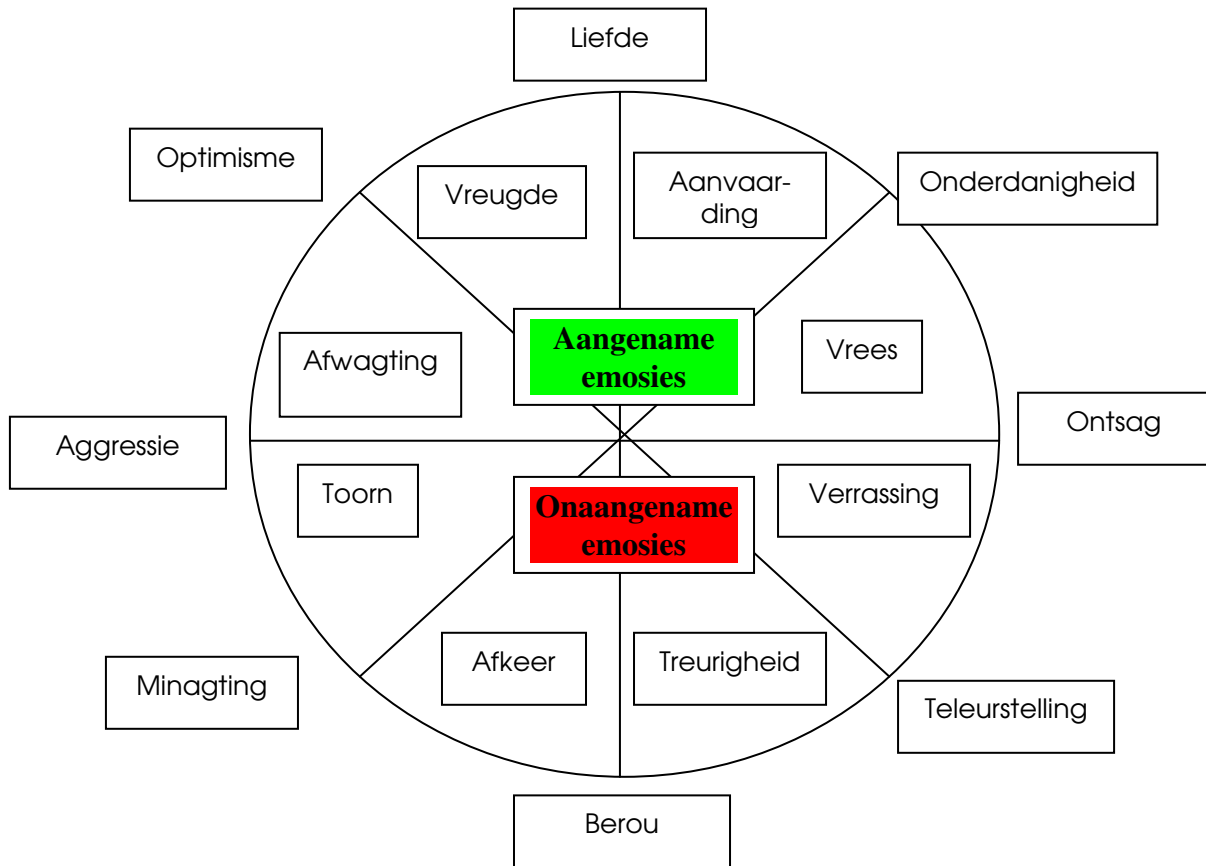 Liefde
Optimisme
Vreugde
Aanvaar-
ding
Onderdanigheid
Aangename
emosies
Afwagting
Vrees
Aggressie
Ontsag
Toorn
Onaangename
emosies
Verrassing
Afkeer
Treurigheid
Minagting
Teleurstelling
Berou